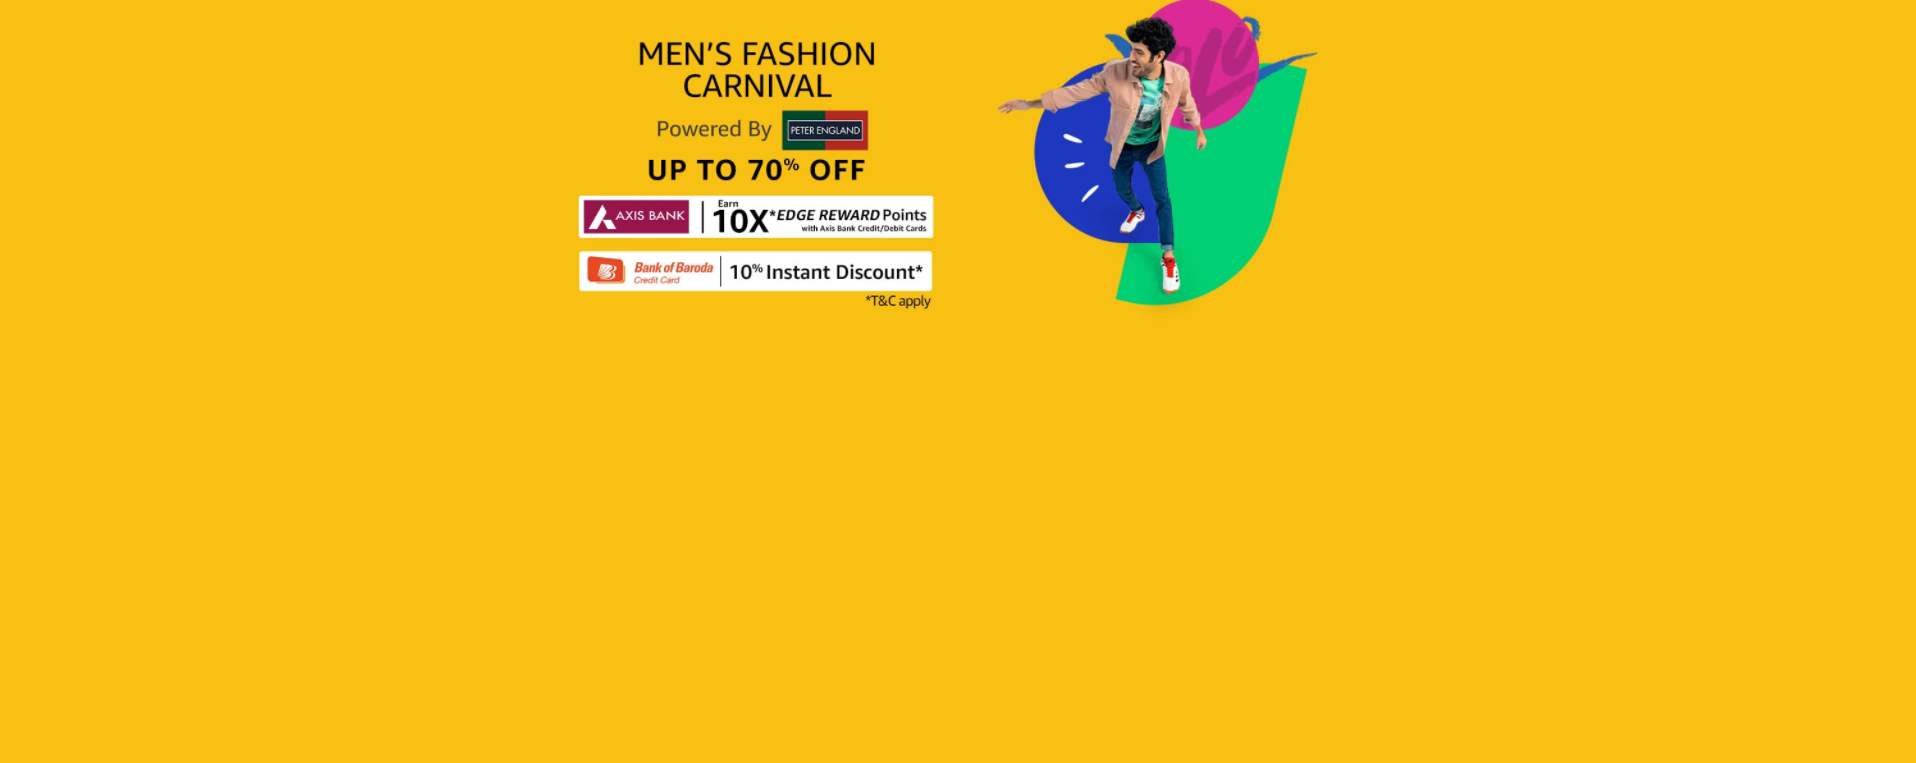 MEN’S FASHION
CARNIVAL
Powered By PETER ENGLAND
UP TO 70% OFF
AXIS BANK Earn 10X *EDGE REWARD Points
with Axis Bank Credit/Debit Cards
Bank of Baroda
Credit Card
10% Instant Discount*
*T&C apply